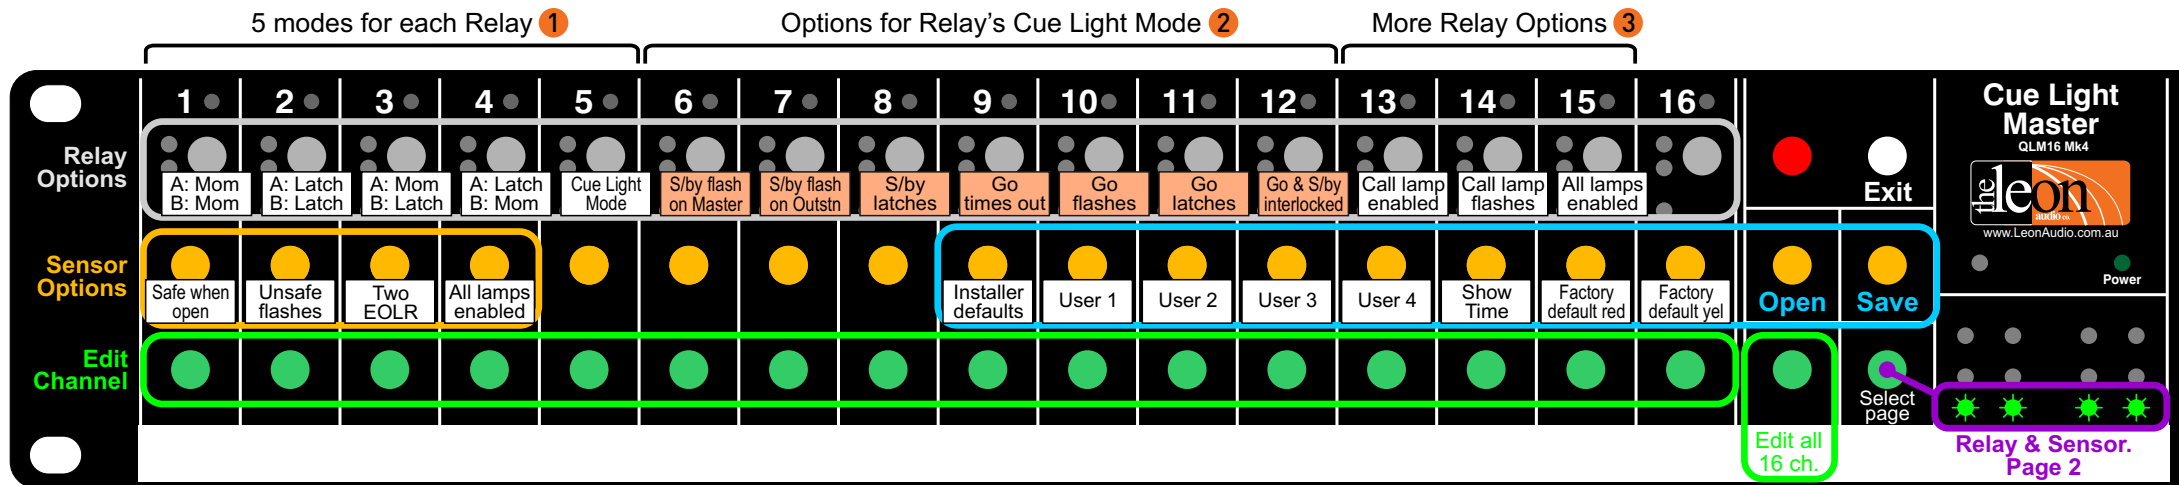 5 modes for each Relay 1
Options for Relay's Cue Light Mode 2
More Relay Options 3
1 2 3 4 5 6 7 8 9 10 11 12 13 14 15 16
Relay
Options
A: Mom
B: Mom
A: Latch
B: Latch
A: Mom
B: Latch
A: Latch
B: Mom
Cue Light
Mode
S/by flash
on Master
S/by flash
on Outstn
S/by
latches
Go
times out
Go
flashes
Go
latches
Go & S/by
interlocked
Call lamp
enabled
Call lamp
flashes
All lamps
enabled
Exit
Cue Light
Master
QLM16 Mk4
the leon
audio co.
www.LeonAudio.com.au
Power
Sensor
Options
Safe when
open
Unsafe
flashes
Two
EOLR
All lamps
enabled
Installer
defaults
User 1
User 2
User 3
User 4
Show
Time
Factory
default red
Factory
default yel
Open
Save
Edit
Channel
Select
page
Edit all
16 ch.
Relay & Sensor.
Page 2